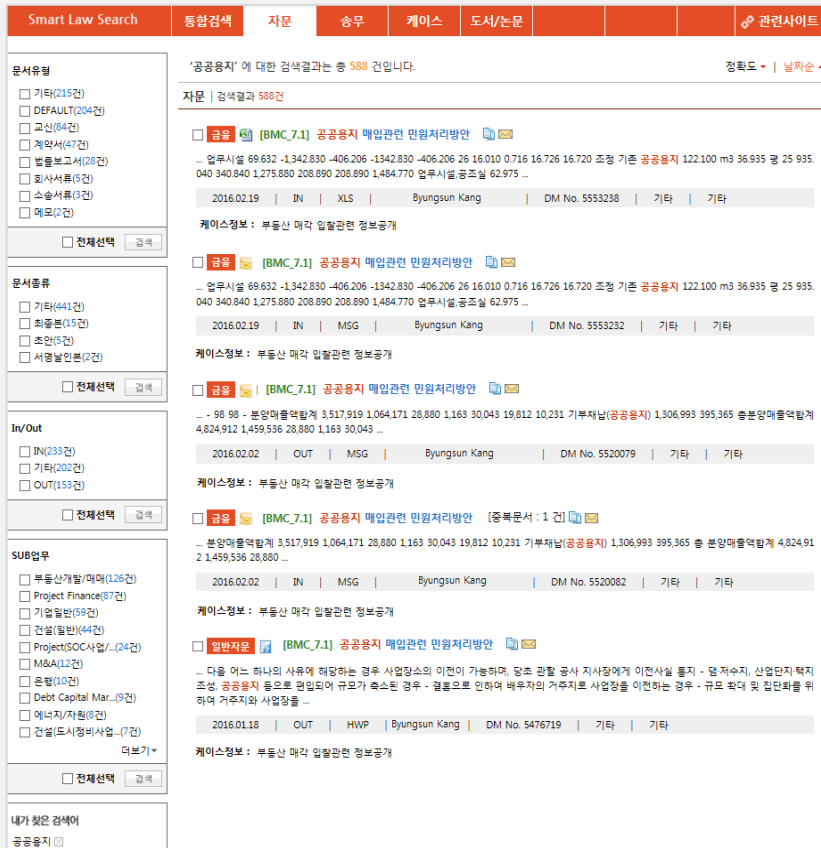 Smart Law Search 통합검색 자문 송무 케이스 도서/논문 관련사이트
문서유형
기타(215건)
DEFAULT(204건)
교신(84건)
계약서(47건)
법률보고서(28건)
회사서류(5건)
소송서류(3건)
메모(2건)
전체선택 검색
문서종류
기타(441건)
최종본(15건)
초안(5건)
서명날인본(2건)
전체선택 검색
In/Out
IN(233건)
기타(202건)
OUT(153건)
전체선택 검색
SUB업무
부동산개발/매매(126건)
Project Finance(87건)
기업일반(59건)
건설(일반)(44건)
Project(SOC사업/...(24건)
M&A(12건)
은행(10건)
Debt Capital Mar...(9건)
에너지/자원(8건)
건설(도시정비사업...(7건)
더보기
전체선택 검색
내가 찾은 검색어
공공용지
'공공용지' 에 대한 검색결과는 총 588 건입니다. 정확도 | 날짜순
자문 | 검색결과 588건
금융 [BMC_7.1] 공공용지 매입관련 민원처리방안
... 업무시설 69.632 -1,342.830 -406.206 -1342.830 -406.206 26 16.010 0.716 16.726 16.720 조정 기존 공공용지 122.100 m3 36.935 평 25 935.
040 340.840 1,275.880 208.890 208.890 1,484.770 업무시설,공조실 62.975 ...
2016.02.19 | IN | XLS | Byungsun Kang | DM No. 5553238 | 기타 | 기타
케이스정보 : 부동산 매각 입찰관련 정보공개
금융 [BMC_7.1] 공공용지 매입관련 민원처리방안
... 업무시설 69.632 -1,342.830 -406.206 -1342.830 -406.206 26 16.010 0.716 16.726 16.720 조정 기존 공공용지 122.100 m3 36.935 평 25 935.
040 340.840 1,275.880 208.890 208.890 1,484.770 업무시설,공조실 62.975 ...
2016.02.19 | IN | MSG | Byungsun Kang | DM No. 5553232 | 기타 | 기타
케이스정보 : 부동산 매각 입찰관련 정보공개
금융 | [BMC_7.1] 공공용지 매입관련 민원처리방안
... - 98 98 - 분양매출액합계 3,517,919 1,064,171 28,880 1,163 30,043 19,812 10,231 기부채납(공공용지) 1,306,993 395,365 총분양매출액합계
4,824,912 1,459,536 28,880 1,163 30,043 ...
2016.02.02 | OUT | MSG | Byungsun Kang | DM No. 5520079 | 기타 | 기타
케이스정보 : 부동산 매각 입찰관련 정보공개
금융 [BMC_7.1] 공공용지 매입관련 민원처리방안 [중복문서 : 1 건]
... 분양매출액합계 3,517,919 1,064,171 28,880 1,163 30,043 19,812 10,231 기부채납(공공용지) 1,306,993 395,365 총 분양매출액합계 4,824,91
2 1,459,536 28,880 ...
2016.02.02 | IN | MSG | Byungsun Kang | DM No. 5520082 | 기타 | 기타
케이스정보 : 부동산 매각 입찰관련 정보공개
일반자문 [BMC_7.1] 공공용지 매입관련 민원처리방안
... 다음 어느 하나의 사유에 해당하는 경우 사업장소의 이전이 가능하며, 당초 관할 공사 지사장에게 이전사실 통지 - 댐·저수지, 산업단지·택지
조성, 공공용지 등으로 편입되어 규모가 축소된 경우 - 결혼으로 인하여 배우자의 거주지로 사업장을 이전하는 경우 - 규모 확대 및 집단화를 위
하여 거주지와 사업장을 ...
2016.01.18 | OUT | HWP | Byungsun Kang | DM No. 5476719 | 기타 | 기타
케이스정보 : 부동산 매각 입찰관련 정보공개